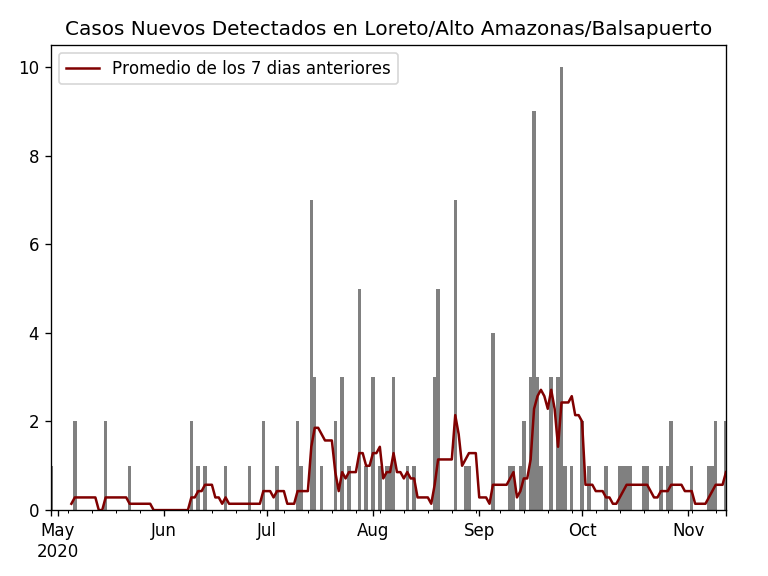 Casos Nuevos Detectados en Loreto/Alto Amazonas/Balsapuerto
Promedio de los 7 dias anteriores
10
8
6
4
2
0
May Jun Jul Aug Sep Oct Nov
2020